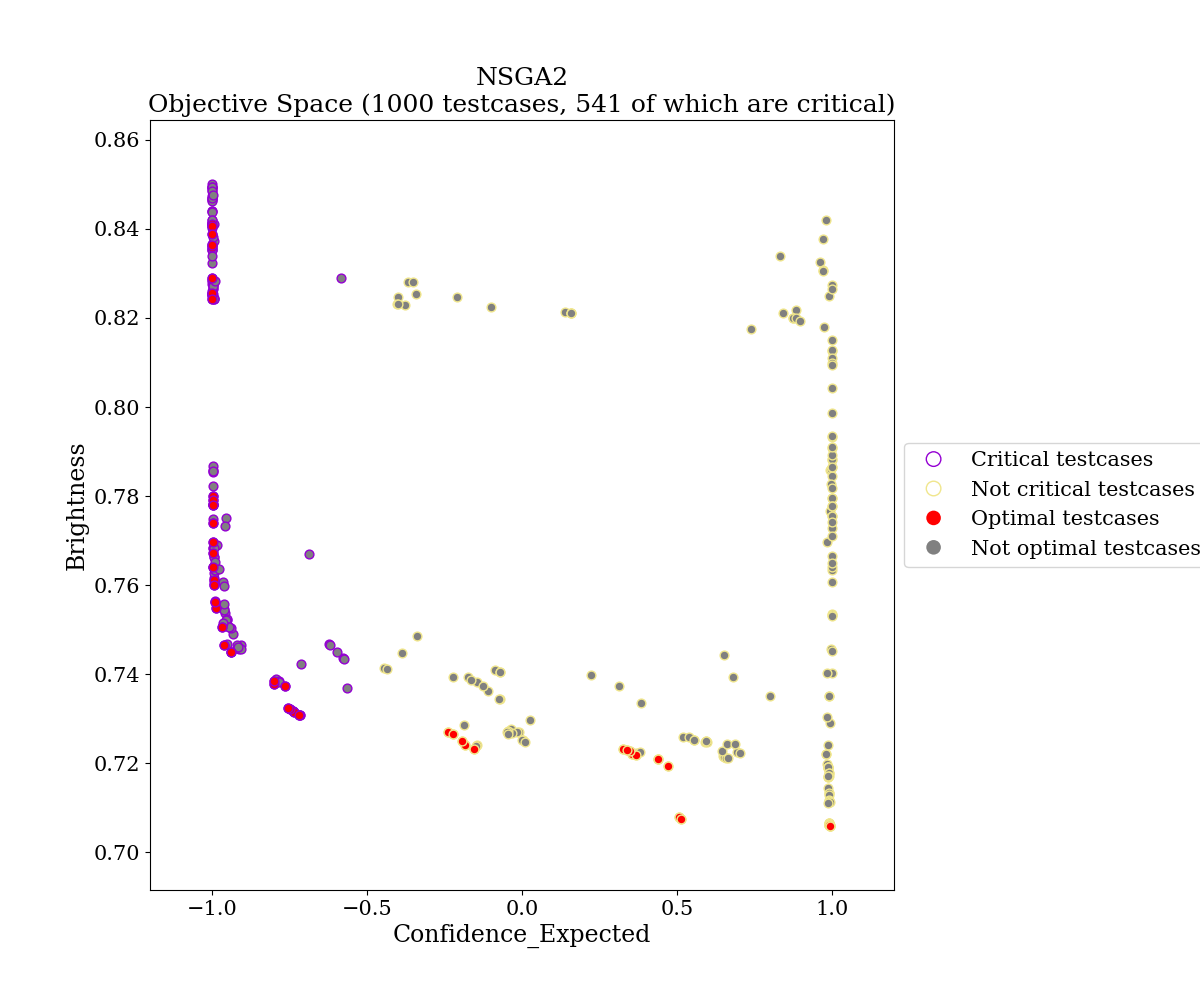 NSGA2
Objective Space (1000 testcases, 541 of which are critical)
0.86
0.84
0.82
0.80
0.78
0.76
0.74
0.72
0.70
Brightness
−1.0
−0.5
0.0
0.5
1.0
Confidence_Expected
Critical testcases
Not critical testcases
Optimal testcases
Not optimal testcases